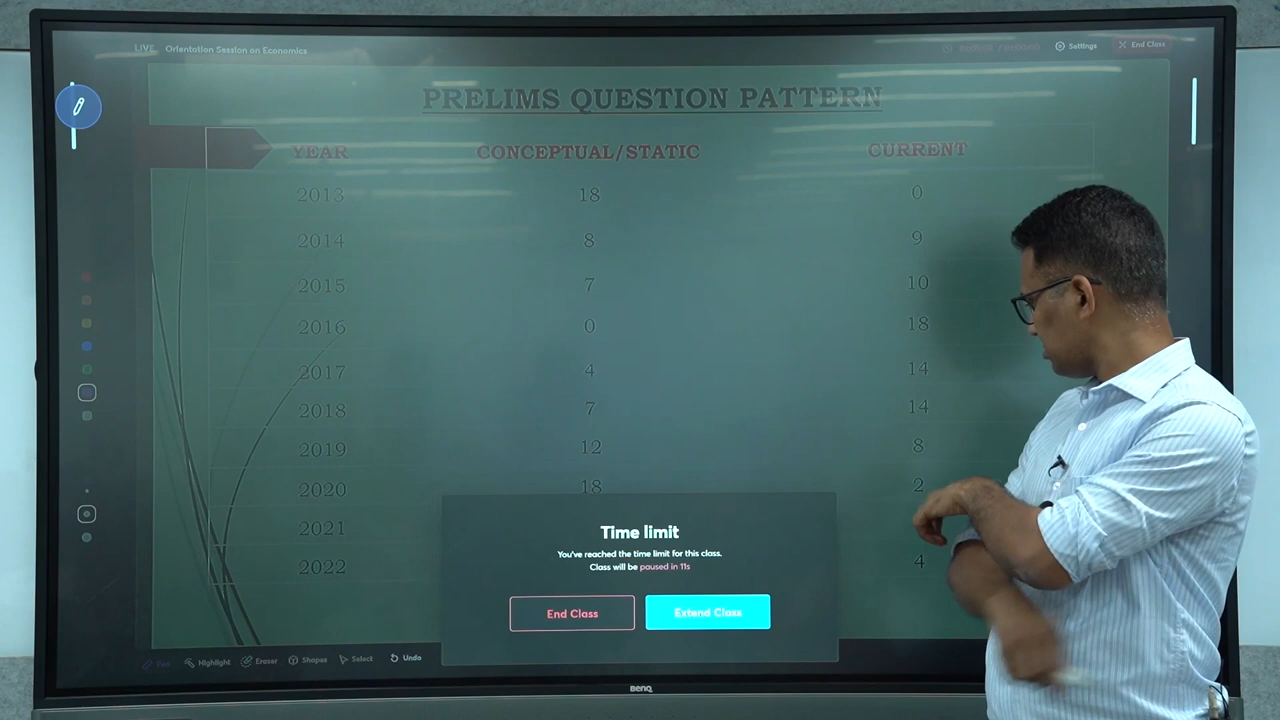 LIVE Orientation Session on Economics
Settings
End Class
PRELIMS QUESTION PATTERN
YEAR CONCEPTUAL/STATIC CURRENT
2013 18 0
2014 8 9
2015 7 10
2016 0 18
2017 4 14
2018 7 14
2019 12 8
2020 18 2
2021
2022 4
Time limit
You've reached the time limit for this class.
Class will be paused in 11s
End Class Extend Class
Pen Highlight Eraser Shapes Select Undo
BenQ